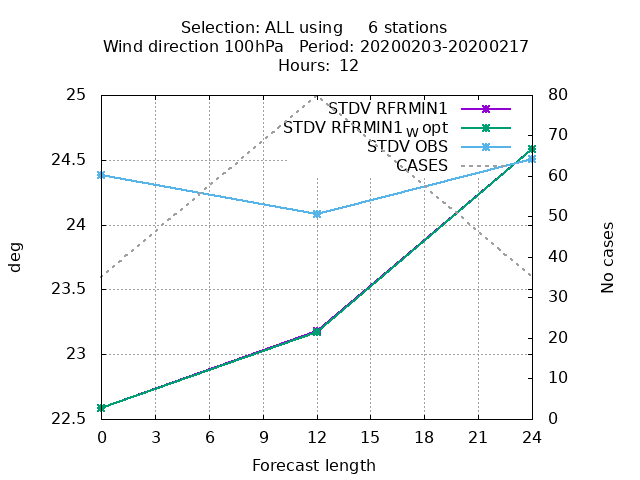 Selection: ALL using 6 stations
Wind direction 100hPa Period: 20200203-20200217
Hours: 12
25
24.5
24
23.5
23
22.5
80
70
60
50
40
30
20
10
0
STDV RFRMIN1
STDV RFRMIN1 w opt
STDV OBS
CASES
deg
No cases
0 3 6 9 12 15 18 21 24
Forecast length